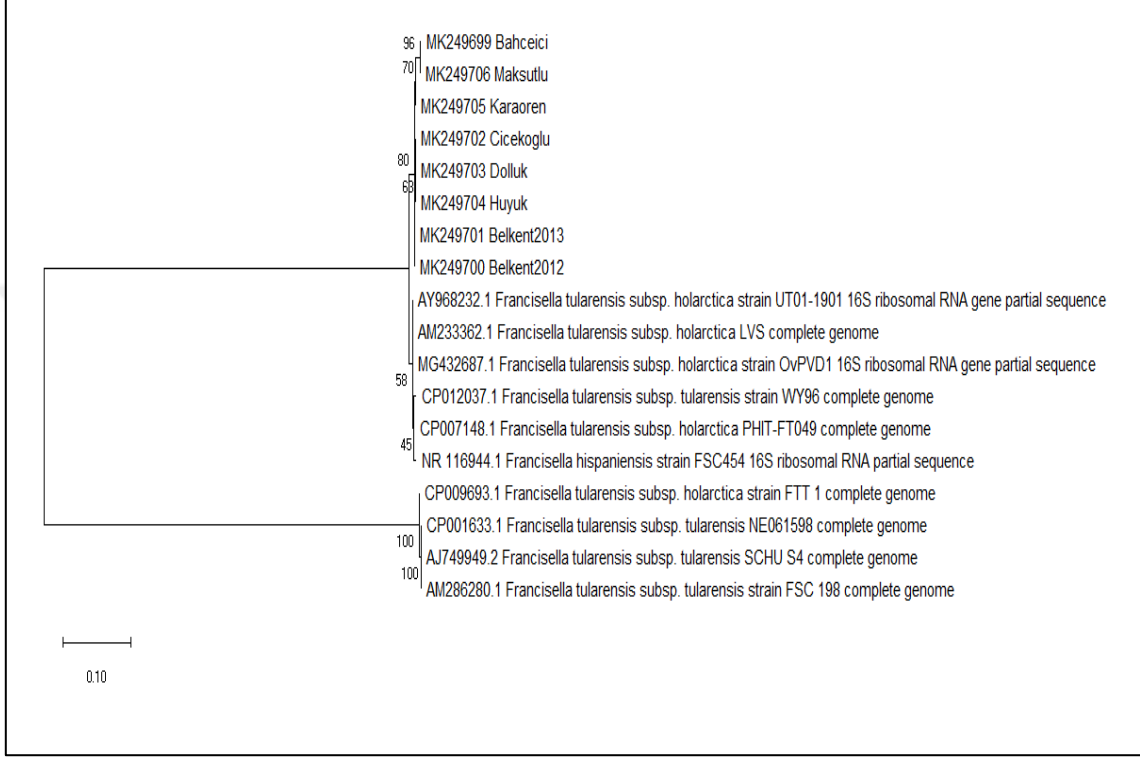 96
MK249699 Bahceici
70
MK249706 Maksutlu
MK249705 Karaoren
MK249702 Cicekoglu
80
MK249703 Dolluk
63
MK249704 Huyuk
MK249701 Belkent2013
MK249700 Belkent2012
AY968232.1 Francisella tularensis subsp. holarctica strain UT01-1901 16S ribosomal RNA gene partial sequence
AM233362.1 Francisella tularensis subsp. holarctica LVS complete genome
MG432687.1 Francisella tularensis subsp. holarctica strain OvPVD1 16S ribosomal RNA gene partial sequence
58
CP012037.1 Francisella tularensis subsp. tularensis strain WY96 complete genome
CP007148.1 Francisella tularensis subsp. holarctica PHIT-FT049 complete genome
45
NR 116944.1 Francisella hispaniensis strain FSC454 16S ribosomal RNA partial sequence
CP009693.1 Francisella tularensis subsp. holarctica strain FTT 1 complete genome
CP001633.1 Francisella tularensis subsp. tularensis NE061598 complete genome
100
AJ749949.2 Francisella tularensis subsp. tularensis SCHU S4 complete genome
100
AM286280.1 Francisella tularensis subsp. tularensis strain FSC 198 complete genome
0.10